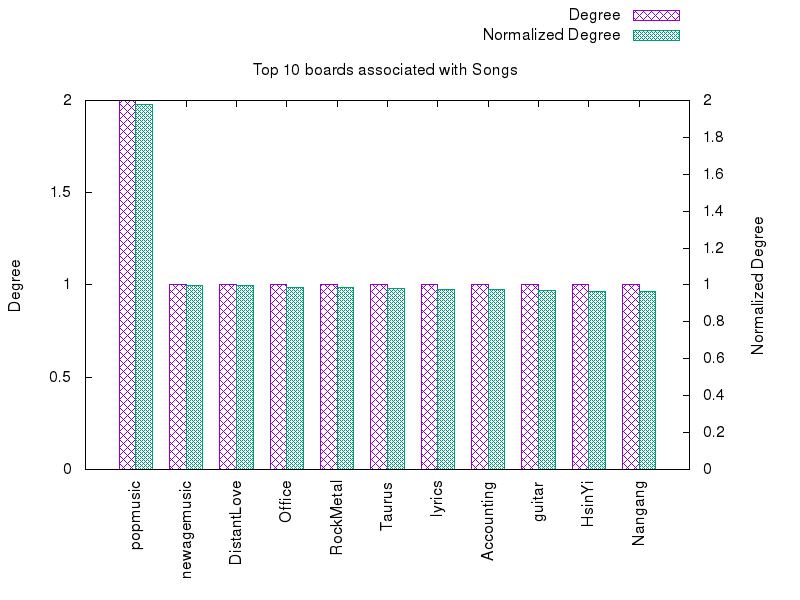 Degree
Normalized Degree
Top 10 boards associated with Songs
2
1.5
1
0.5
0
Degree
2
1.8
1.6
1.4
1.2
1
0.8
0.6
0.4
0.2
0
Normalized Degree
popmusic
newagemusic
DistantLove
Office
RockMetal
Taurus
lyrics
Accounting
guitar
HsinYi
Nangang